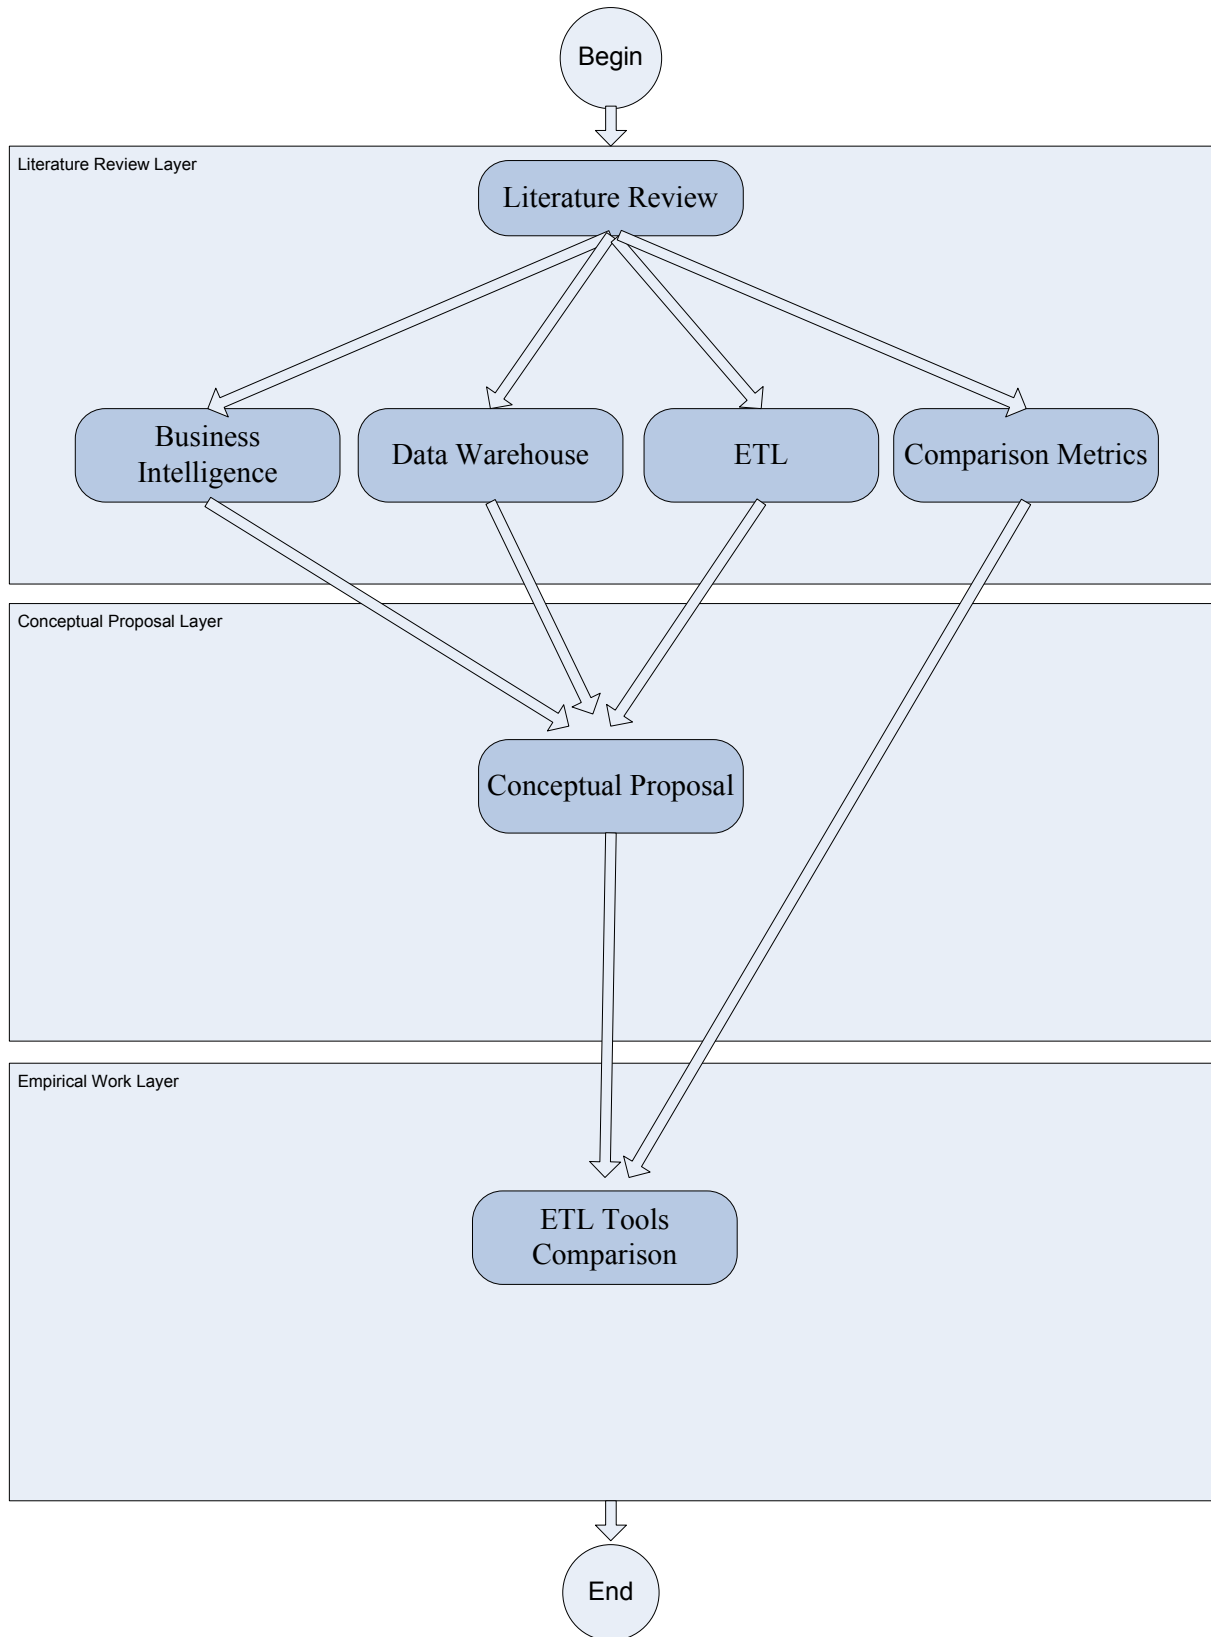 Begin
Literature Review Layer
Literature Review
Business
Intelligence
Data Warehouse
ETL
Comparison Metrics
Conceptual Proposal Layer
Conceptual Proposal
Empirical Work Layer
ETL Tools
Comparison
End